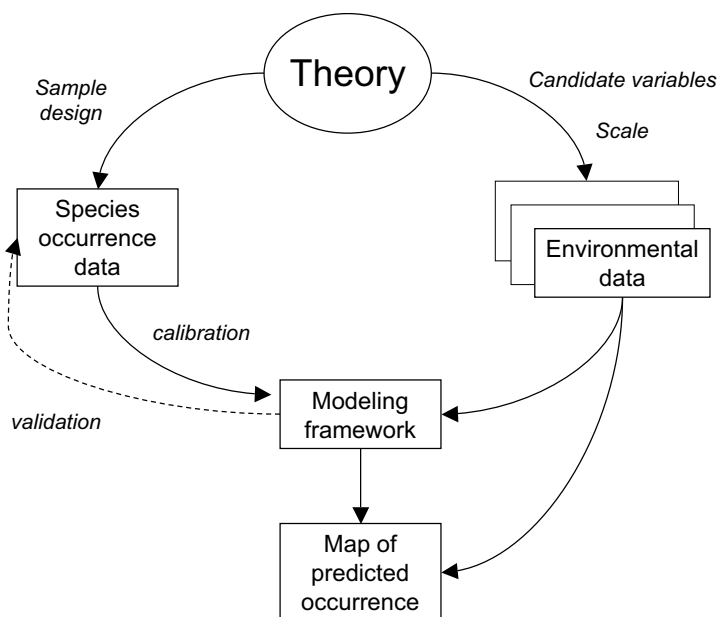 Theory
Sample
design
Candidate variables
Scale
Species
occurrence
data
Environmental
data
calibration
validation
Modeling
framework
Map of
predicted
occurrence